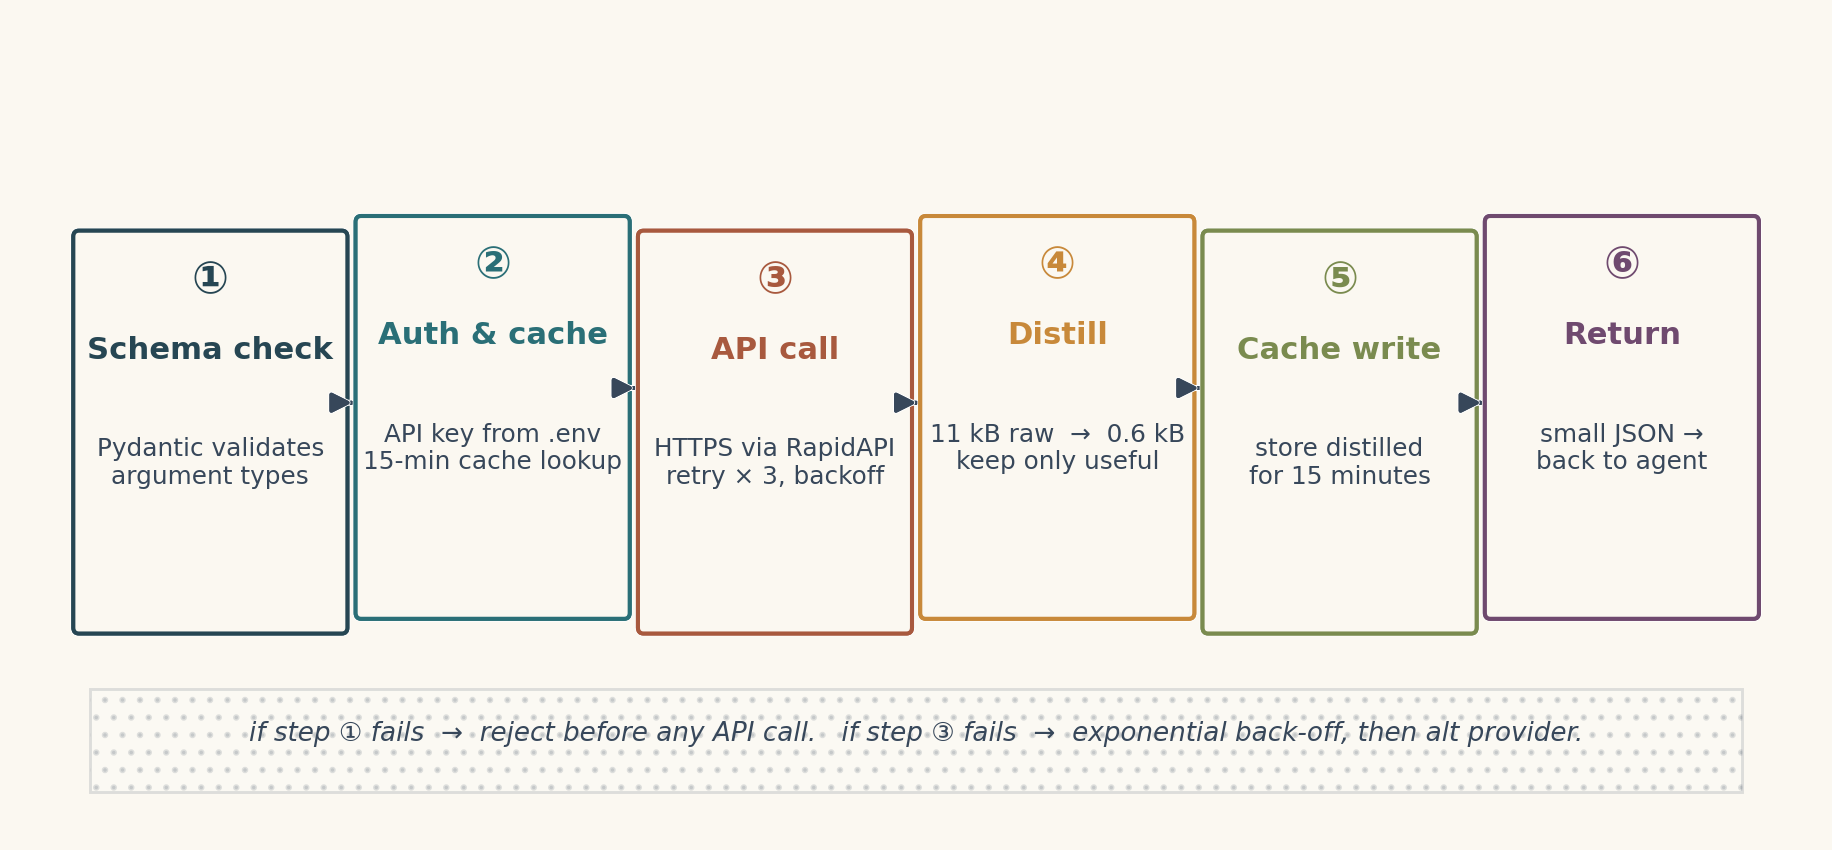 ①
Schema check
Pydantic validates
argument types
②
Auth & cache
API key from .env
15-min cache lookup
③
API call
HTTPS via RapidAPI
retry × 3, backoff
④
Distill
11 kB raw → 0.6 kB
keep only useful
⑤
Cache write
store distilled
for 15 minutes
⑥
Return
small JSON →
back to agent
if step ① fails → reject before any API call. if step ③ fails → exponential back-off, then alt provider.